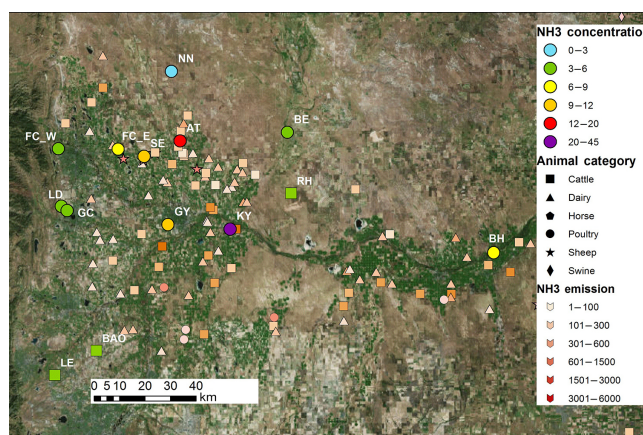 NH3 concentratio
0–3
3–6
6–9
9–12
12–20
20–45
Animal category
Cattle
Dairy
Horse
Poultry
Sheep
Swine
NH3 emission
1–100
101–300
301–600
601–1500
1501–3000
3001–6000
NN
FC_W
FC_E
SE
AT
BE
RH
LD
GC
GY
KY
BH
BAO
LE
0 5 10 20 30 40
km